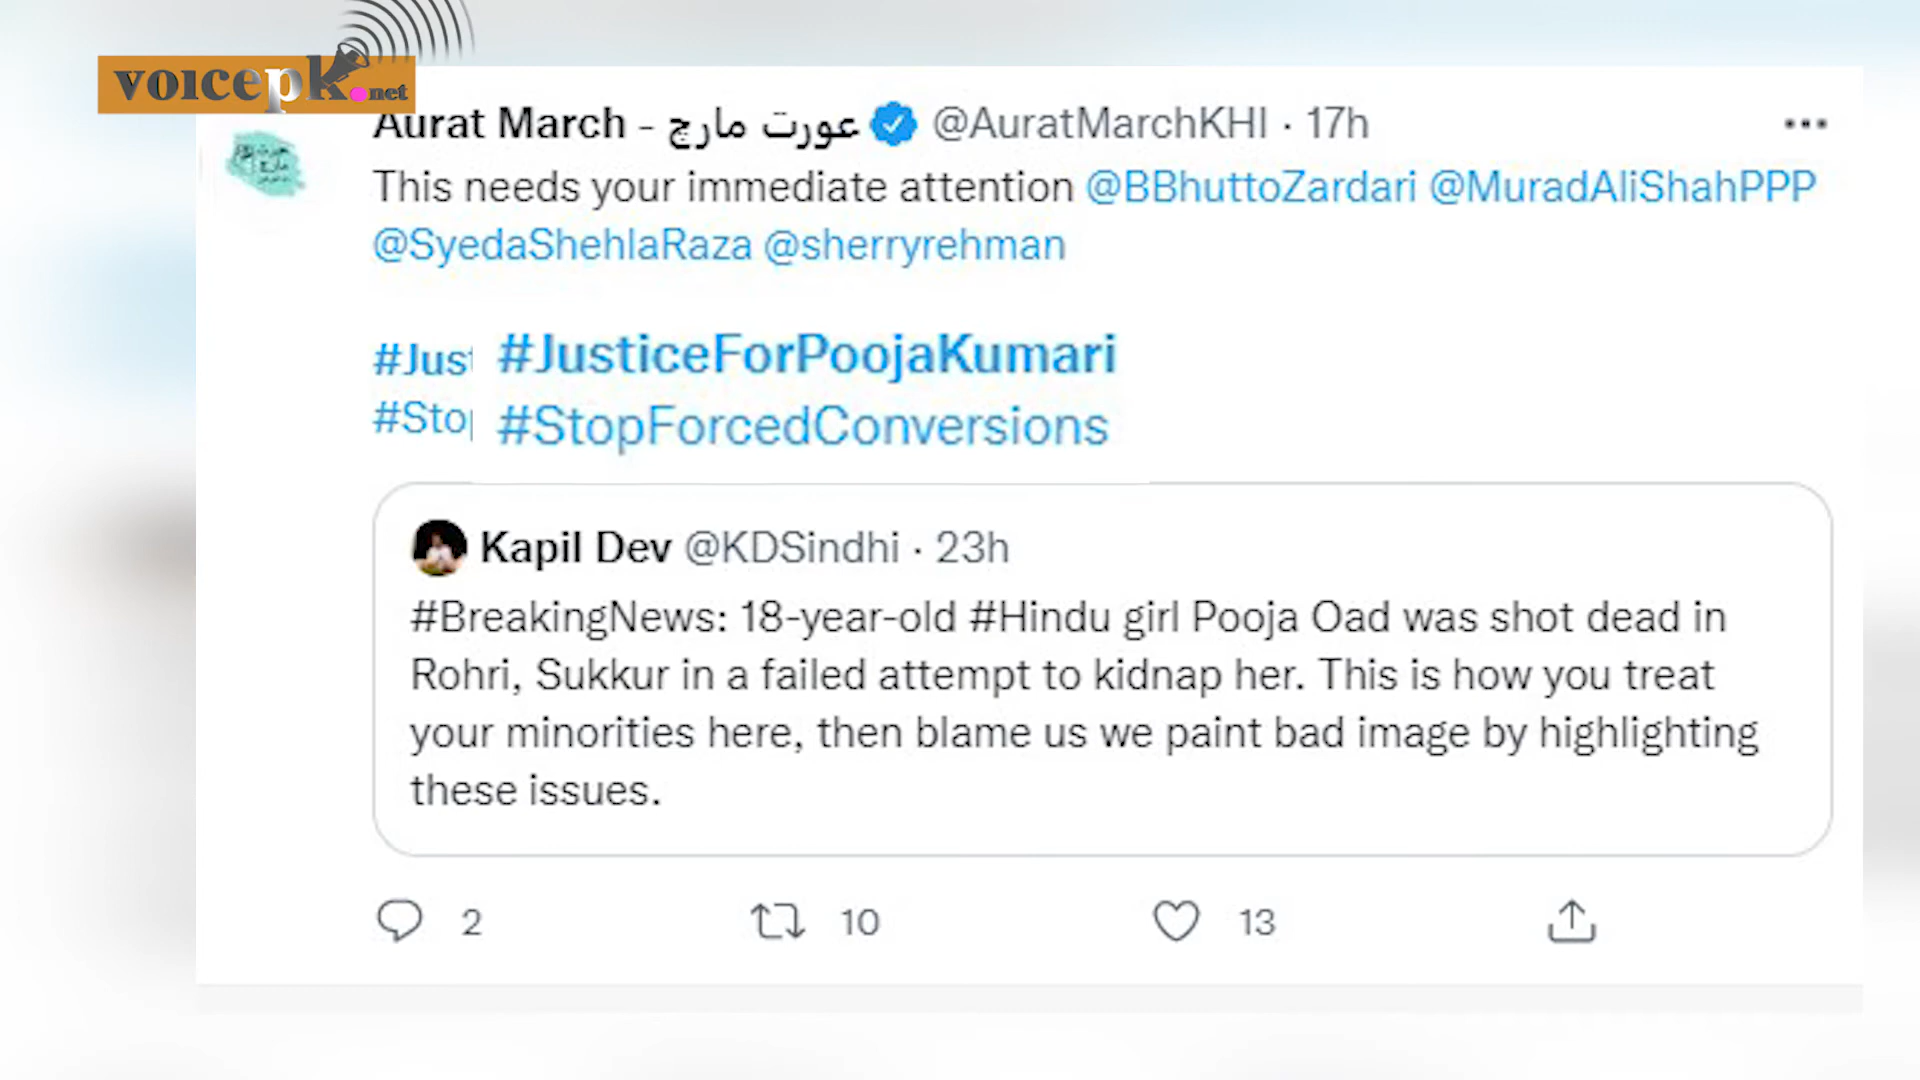 voicepk.net
Aurat March - عورت مارچ @AuratMarchKHI · 17h
This needs your immediate attention @BBhuttoZardari @MuradAliShahPPP
@SyedaShehlaRaza @sherryrehman
#Just #JusticeForPoojaKumari
#Stop #StopForcedConversions
Kapil Dev @KDSindhi · 23h
#BreakingNews: 18-year-old #Hindu girl Pooja Oad was shot dead in
Rohri, Sukkur in a failed attempt to kidnap her. This is how you treat
your minorities here, then blame us we paint bad image by highlighting
these issues.
2 10 13